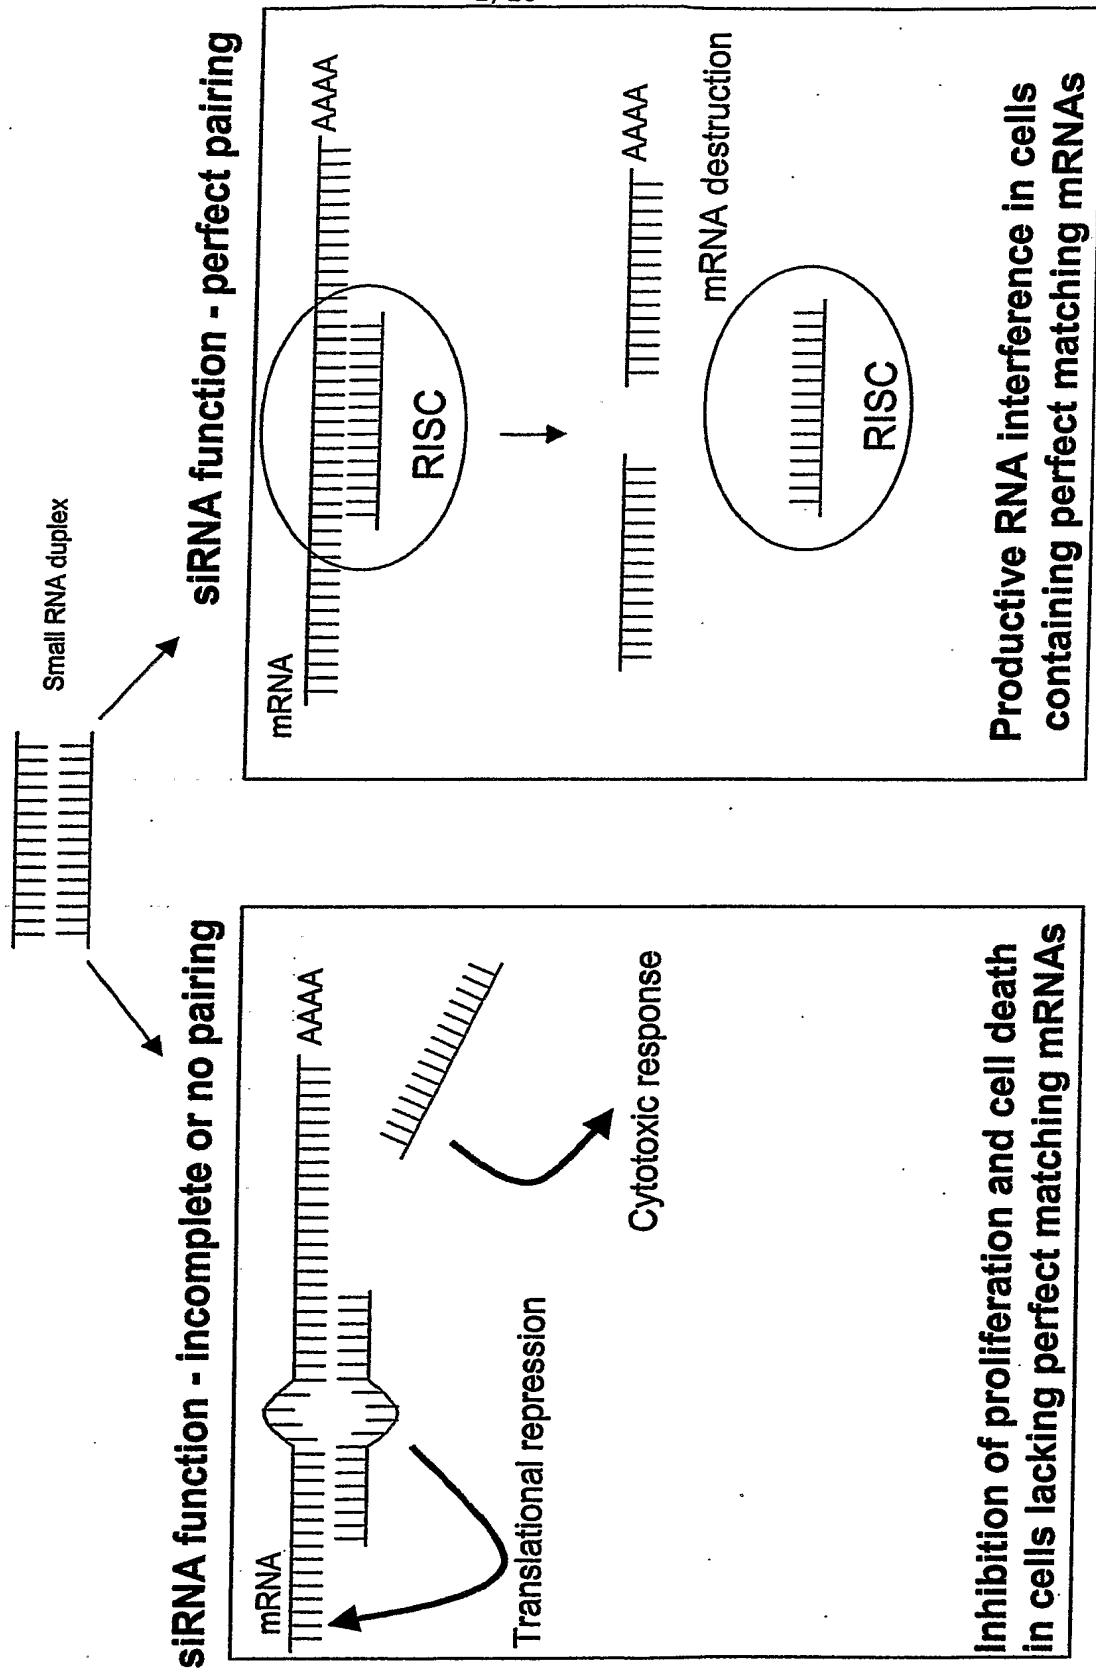 Small RNA duplex
siRNA function - incomplete or no pairing
mRNA
AAAA
Translational repression
Cytotoxic response
Inhibition of proliferation and cell death
in cells lacking perfect matching mRNAs
siRNA function - perfect pairing
mRNA
AAAA
RISC
AAAA
mRNA destruction
RISC
Productive RNA interference in cells
containing perfect matching mRNAs